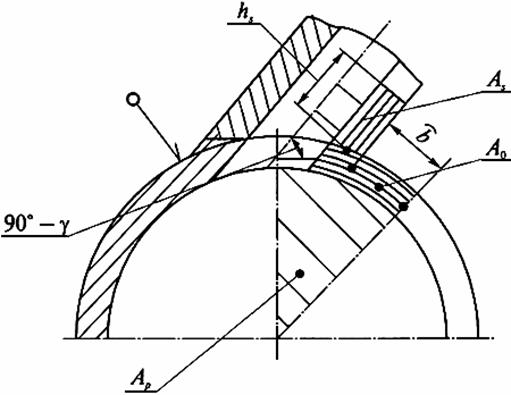 hₛ
Aₛ
b̂
A₀
90° − γ
Aₚ